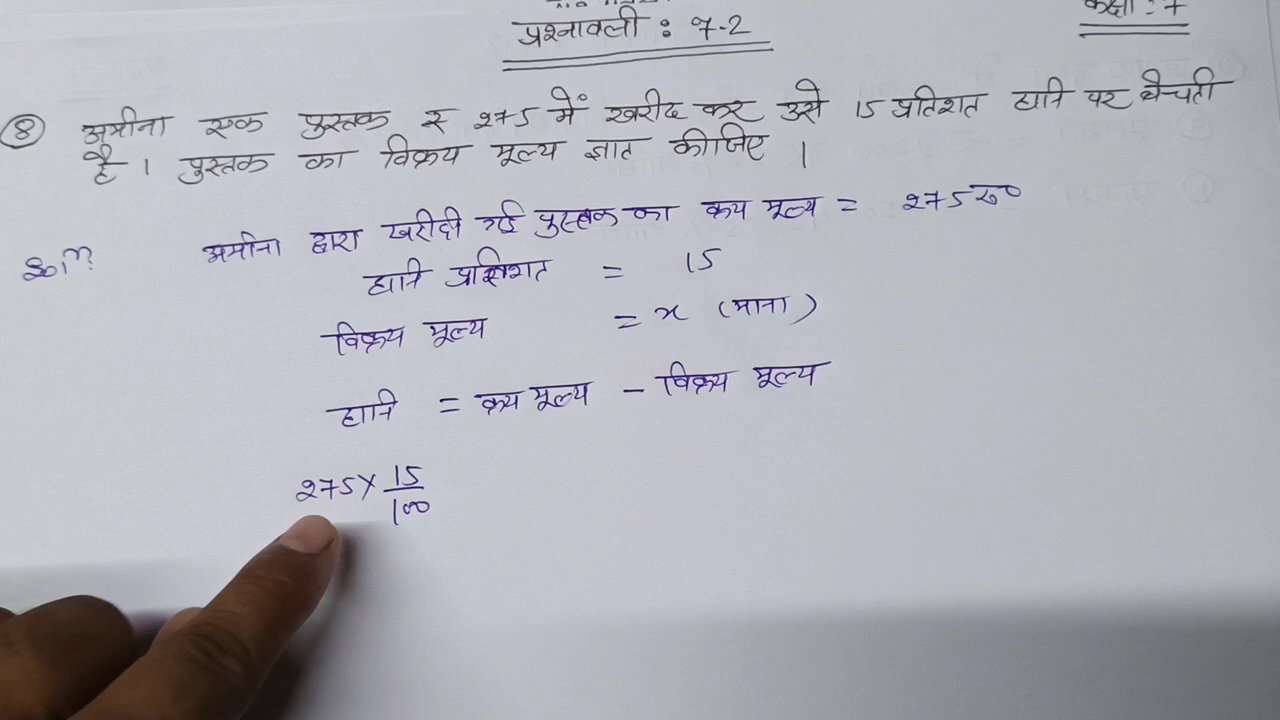 प्रश्नावली : 7.2
कक्षा : 7
⑧ अमीना एक पुस्तक ₹ 275 में खरीद कर उसे 15 प्रतिशत हानि पर बेचती
है । पुस्तक का विक्रय मूल्य ज्ञात कीजिए ।
Solⁿ: अमीना द्वारा खरीदी गई पुस्तक का क्रय मूल्य = 275 रु०
हानि प्रतिशत = 15
विक्रय मूल्य = x (माना)
हानि = क्रय मूल्य - विक्रय मूल्य
275 × 15
100